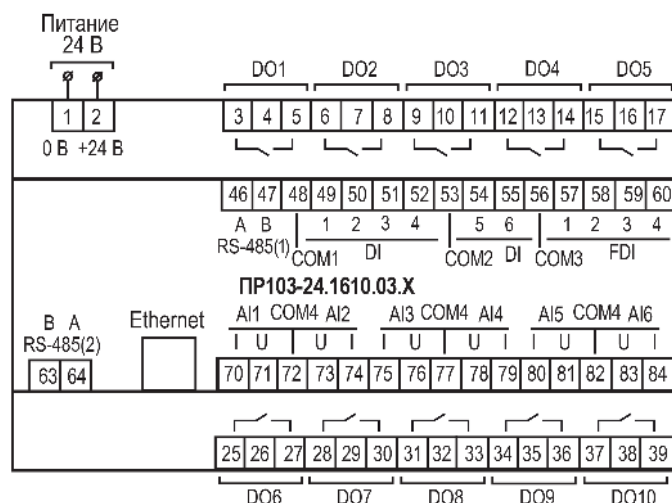 Питание
24 В
DO1 DO2 DO3 DO4 DO5
1 2 3 4 5 6 7 8 9 10 11 12 13 14 15 16 17
0 В +24 В
46 47 48 49 50 51 52 53 54 55 56 57 58 59 60
A B 1 2 3 4 5 6 1 2 3 4
RS-485(1) COM1 DI COM2 DI COM3 FDI
ПР103-24.1610.03.X
B A Ethernet AI1 COM4 AI2 AI3 COM4 AI4 AI5 COM4 AI6
RS-485(2) I U U I I U U I I U U I
63 64 70 71 72 73 74 75 76 77 78 79 80 81 82 83 84
25 26 27 28 29 30 31 32 33 34 35 36 37 38 39
DO6 DO7 DO8 DO9 DO10